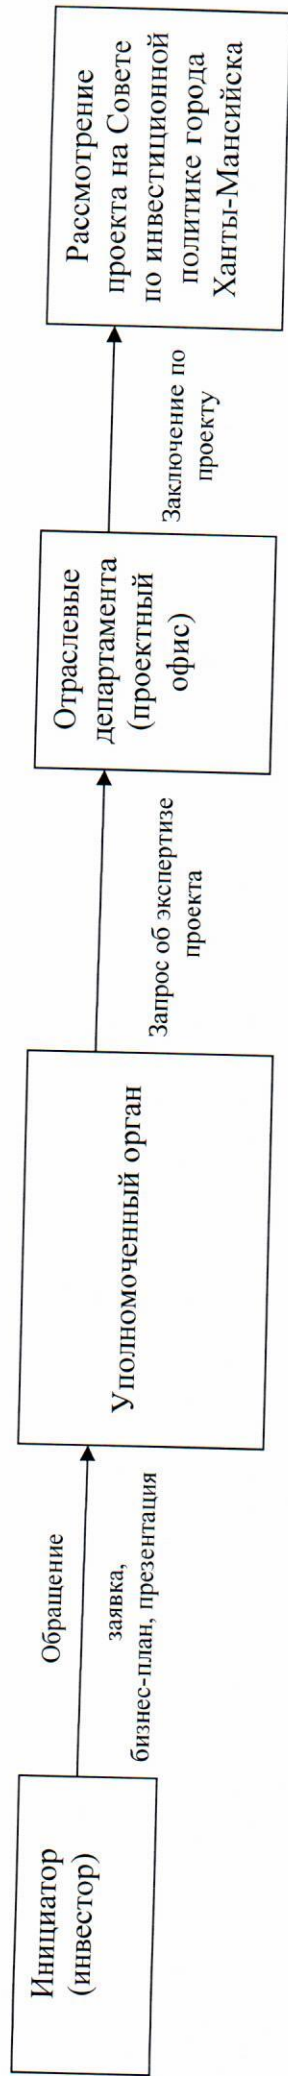 Инициатор
(инвестор)
Обращение
заявка,
бизнес-план, презентация
Уполномоченный орган
Запрос об экспертизе
проекта
Отраслевые
департамента
(проектный
офис)
Заключение по
проекту
Рассмотрение
проекта на Совете
по инвестиционной
политике города
Ханты-Мансийска